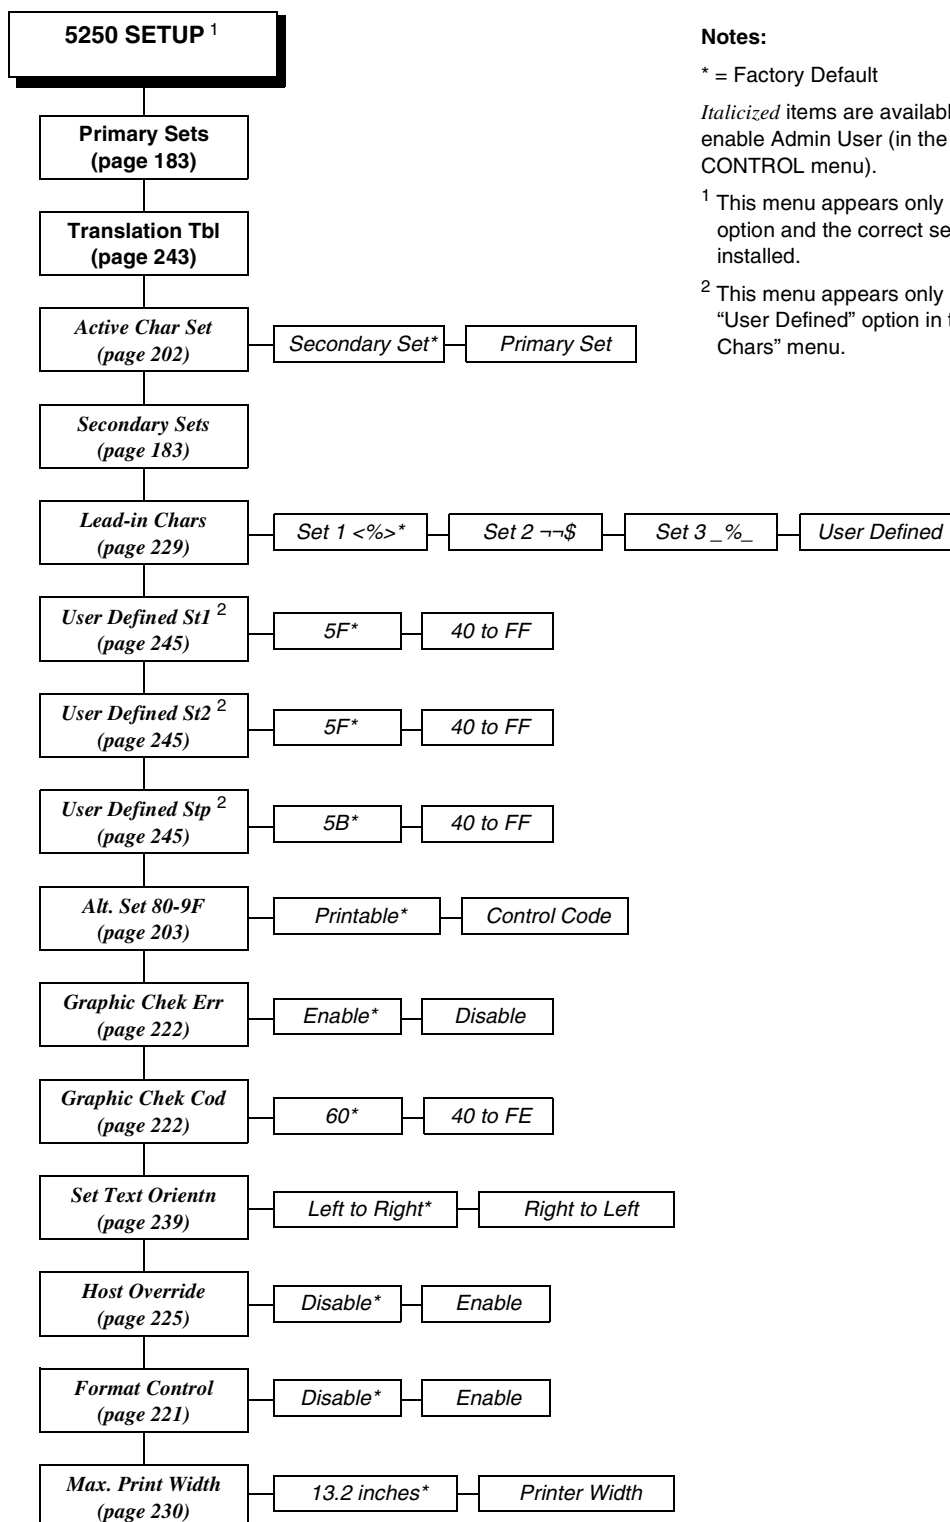 5250 SETUP 1
Notes:
* = Factory Default
Italicized items are available
enable Admin User (in the
CONTROL menu).
1 This menu appears only
option and the correct se
installed.
2 This menu appears only
“User Defined” option in t
Chars” menu.
Primary Sets
(page 183)
Translation Tbl
(page 243)
Active Char Set
(page 202)
Secondary Set*
Primary Set
Secondary Sets
(page 183)
Lead-in Chars
(page 229)
Set 1 <%>*
Set 2 ¬¬$
Set 3 _%_
User Defined
User Defined St1 2
(page 245)
5F*
40 to FF
User Defined St2 2
(page 245)
5F*
40 to FF
User Defined Stp 2
(page 245)
5B*
40 to FF
Alt. Set 80-9F
(page 203)
Printable*
Control Code
Graphic Chek Err
(page 222)
Enable*
Disable
Graphic Chek Cod
(page 222)
60*
40 to FE
Set Text Orientn
(page 239)
Left to Right*
Right to Left
Host Override
(page 225)
Disable*
Enable
Format Control
(page 221)
Disable*
Enable
Max. Print Width
(page 230)
13.2 inches*
Printer Width